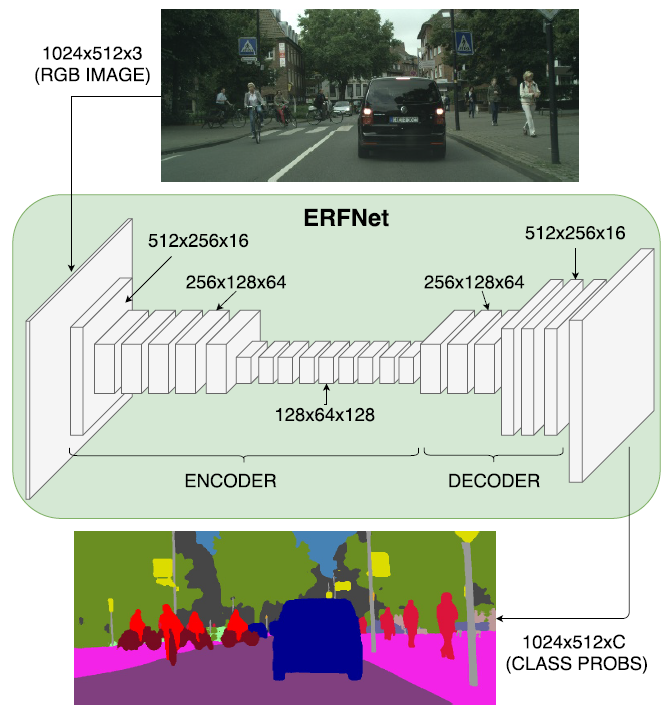 1024x512x3
(RGB IMAGE)
ERFNet
512x256x16
512x256x16
256x128x64
256x128x64
128x64x128
ENCODER
DECODER
1024x512xC
(CLASS PROBS)